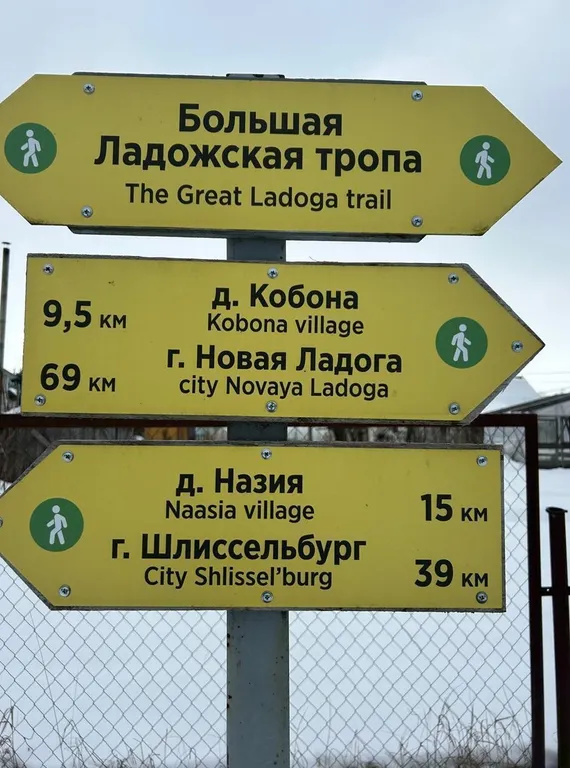 Большая
Ладожская тропа
The Great Ladoga trail
9,5 км
д. Кобона
Kobona village
69 км
г. Новая Ладога
city Novaya Ladoga
д. Назия
Naasia village
15 км
г. Шлиссельбург
City Shlissel'burg
39 км